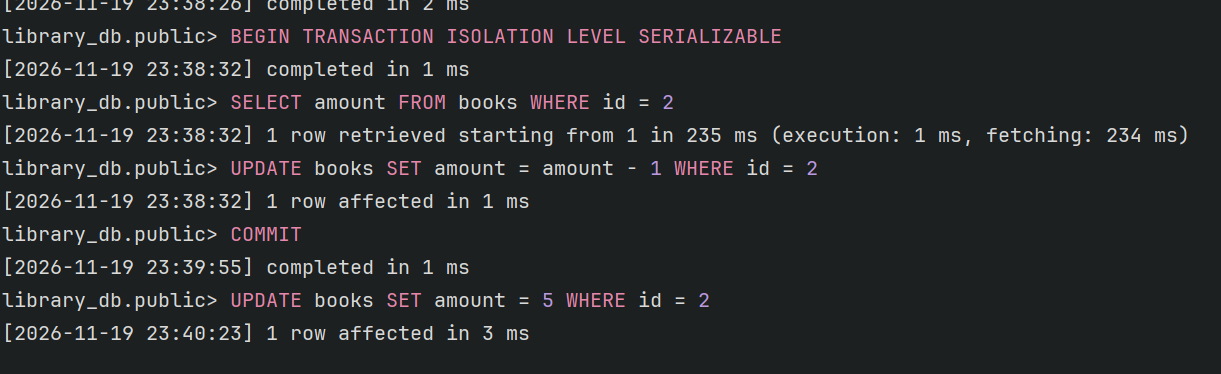 [2026-11-19 23:38:26] completed in 2 ms
library_db.public> BEGIN TRANSACTION ISOLATION LEVEL SERIALIZABLE
[2026-11-19 23:38:32] completed in 1 ms
library_db.public> SELECT amount FROM books WHERE id = 2
[2026-11-19 23:38:32] 1 row retrieved starting from 1 in 235 ms (execution: 1 ms, fetching: 234 ms)
library_db.public> UPDATE books SET amount = amount - 1 WHERE id = 2
[2026-11-19 23:38:32] 1 row affected in 1 ms
library_db.public> COMMIT
[2026-11-19 23:39:55] completed in 1 ms
library_db.public> UPDATE books SET amount = 5 WHERE id = 2
[2026-11-19 23:40:23] 1 row affected in 3 ms